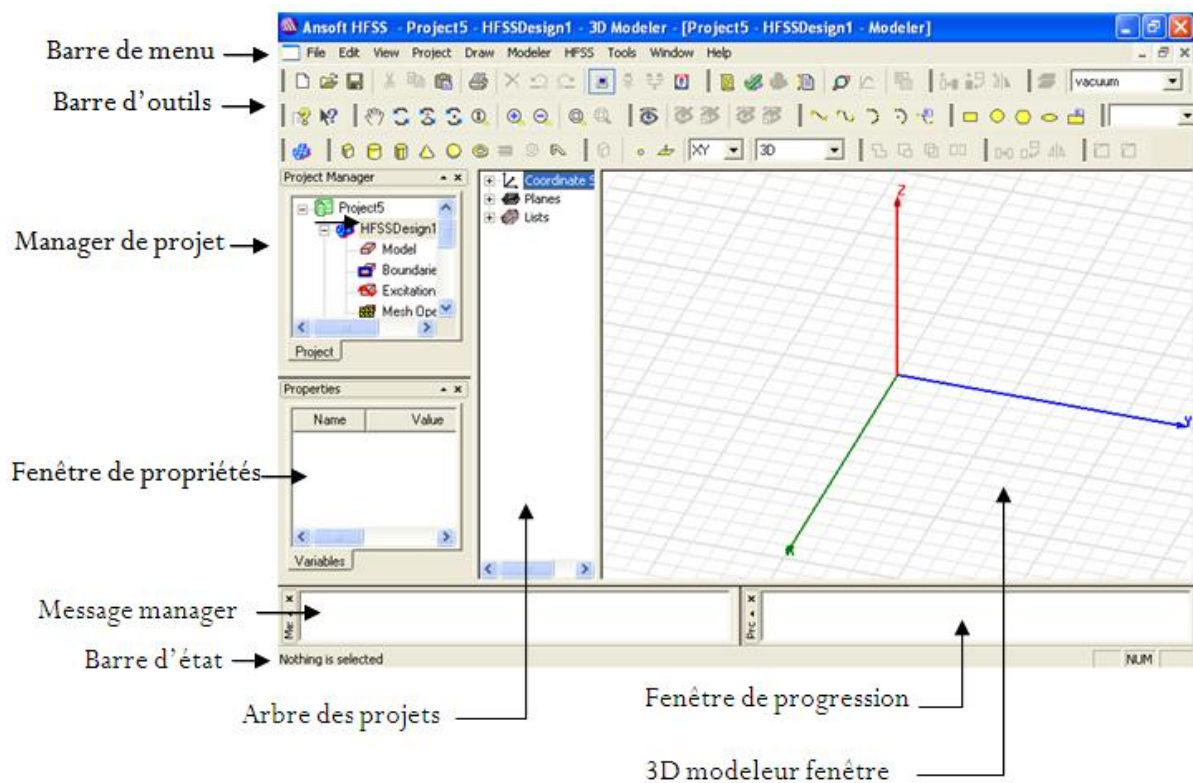 Ansoft HFSS - Project5 - HFSSDesign1 - 3D Modeler - [Project5 - HFSSDesign1 - Modeler]
Barre de menu
File Edit View Project Draw Modeler HFSS Tools Window Help
Barre d'outils
vacuum
XY
3D
Project Manager
Project5
HFSSDesign1
Model
Boundarie
Excitation
Mesh Ope
Project
Manager de projet
Coordinate S
Planes
Lists
Z
Y
Properties
Name Value
Fenêtre de propriétés
Variables
Message manager
Me:
Prc
Barre d'état
Nothing is selected
NUM
Arbre des projets
Fenêtre de progression
3D modeleur fenêtre